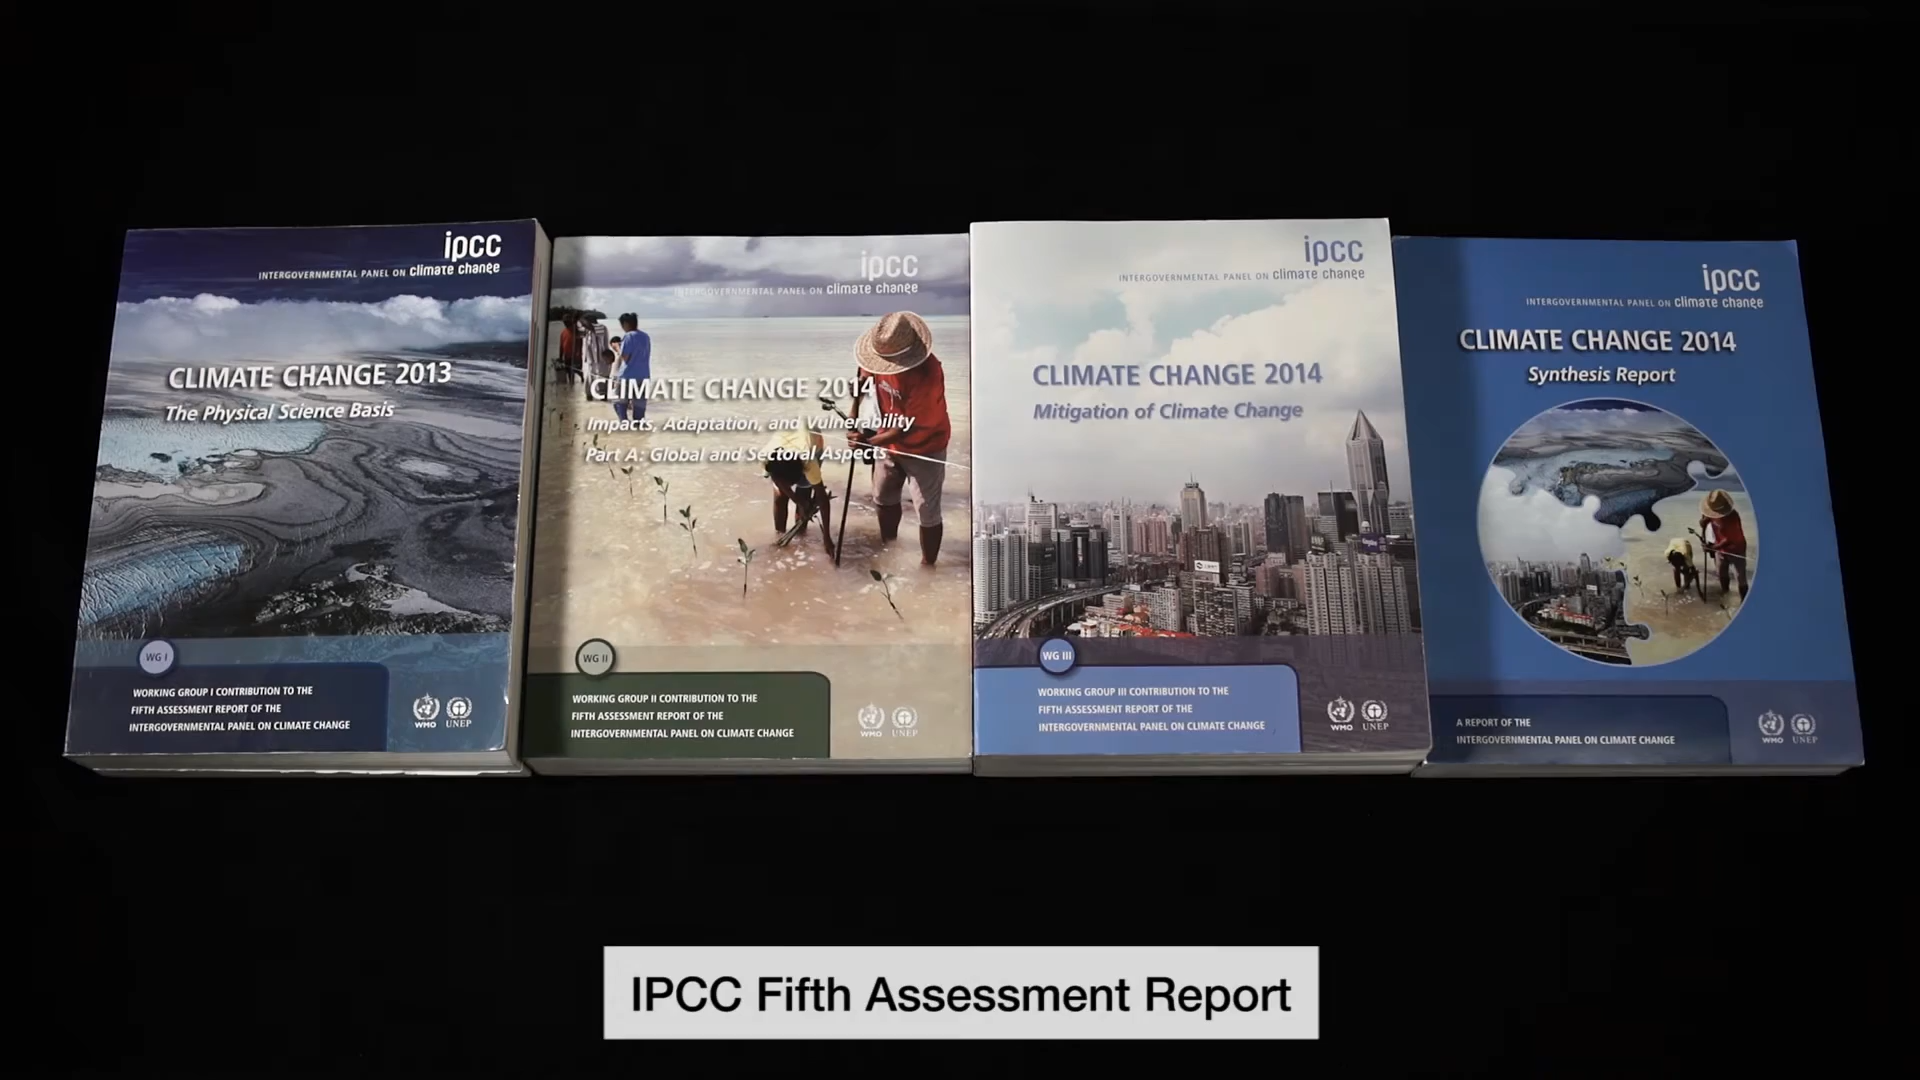 ipcc
INTERGOVERNMENTAL PANEL ON climate change
CLIMATE CHANGE 2013
The Physical Science Basis
WG I
WORKING GROUP I CONTRIBUTION TO THE
FIFTH ASSESSMENT REPORT OF THE
INTERGOVERNMENTAL PANEL ON CLIMATE CHANGE
WMO
UNEP
ipcc
INTERGOVERNMENTAL PANEL ON climate change
CLIMATE CHANGE 2014
Impacts, Adaptation, and Vulnerability
Part A: Global and Sectoral Aspects
WG II
WORKING GROUP II CONTRIBUTION TO THE
FIFTH ASSESSMENT REPORT OF THE
INTERGOVERNMENTAL PANEL ON CLIMATE CHANGE
WMO
UNEP
ipcc
INTERGOVERNMENTAL PANEL ON climate change
CLIMATE CHANGE 2014
Mitigation of Climate Change
WG III
WORKING GROUP III CONTRIBUTION TO THE
FIFTH ASSESSMENT REPORT OF THE
INTERGOVERNMENTAL PANEL ON CLIMATE CHANGE
WMO
UNEP
ipcc
INTERGOVERNMENTAL PANEL ON climate change
CLIMATE CHANGE 2014
Synthesis Report
A REPORT OF THE
INTERGOVERNMENTAL PANEL ON CLIMATE CHANGE
WMO
UNEP
IPCC Fifth Assessment Report